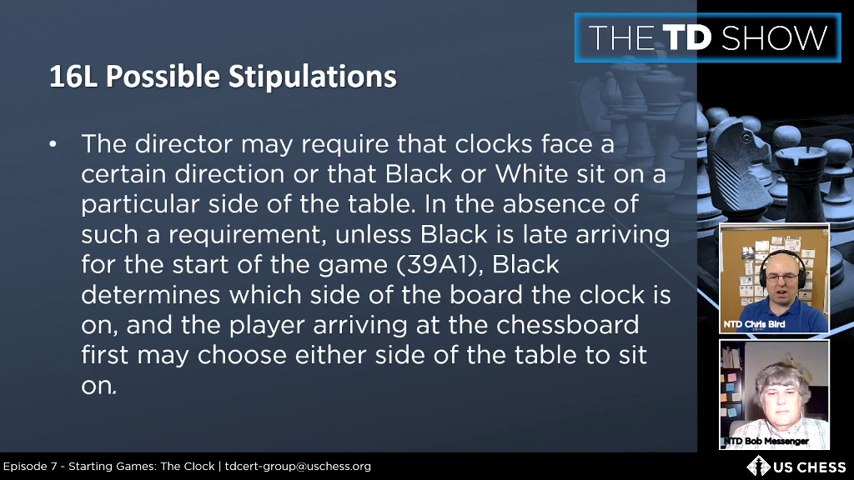 THE TD SHOW
16L Possible Stipulations
• The director may require that clocks face a
certain direction or that Black or White sit on a
particular side of the table. In the absence of
such a requirement, unless Black is late arriving
for the start of the game (39A1), Black
determines which side of the board the clock is
on, and the player arriving at the chessboard
first may choose either side of the table to sit
on.
NTD Chris Bird
NTD Bob Messenger
Episode 7 - Starting Games: The Clock | tdcert-group@uschess.org
US CHESS